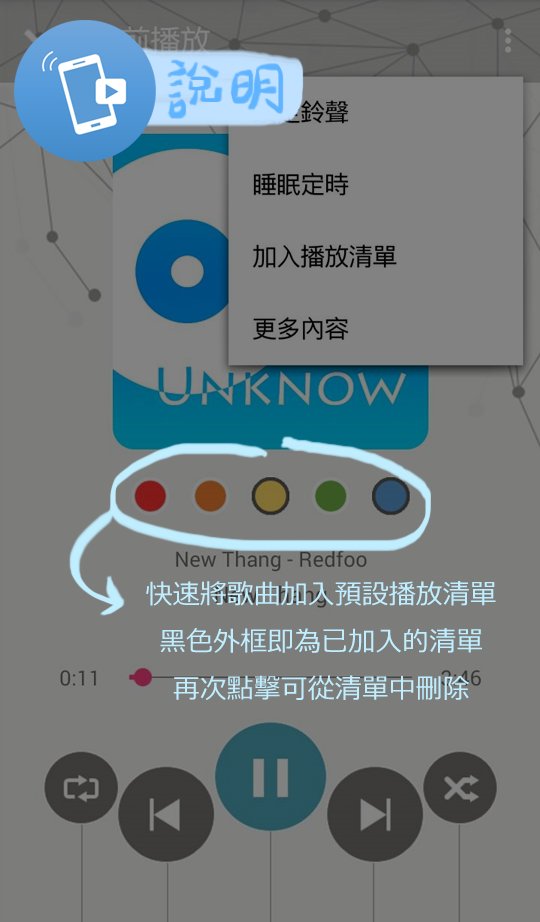 前播放
說明
鈴聲
睡眠定時
加入播放清單
更多內容
UNKNOW
New Thang - Redfoo
快速將歌曲加入預設播放清單
黑色外框即為已加入的清單
0:11
再次點擊可從清單中刪除